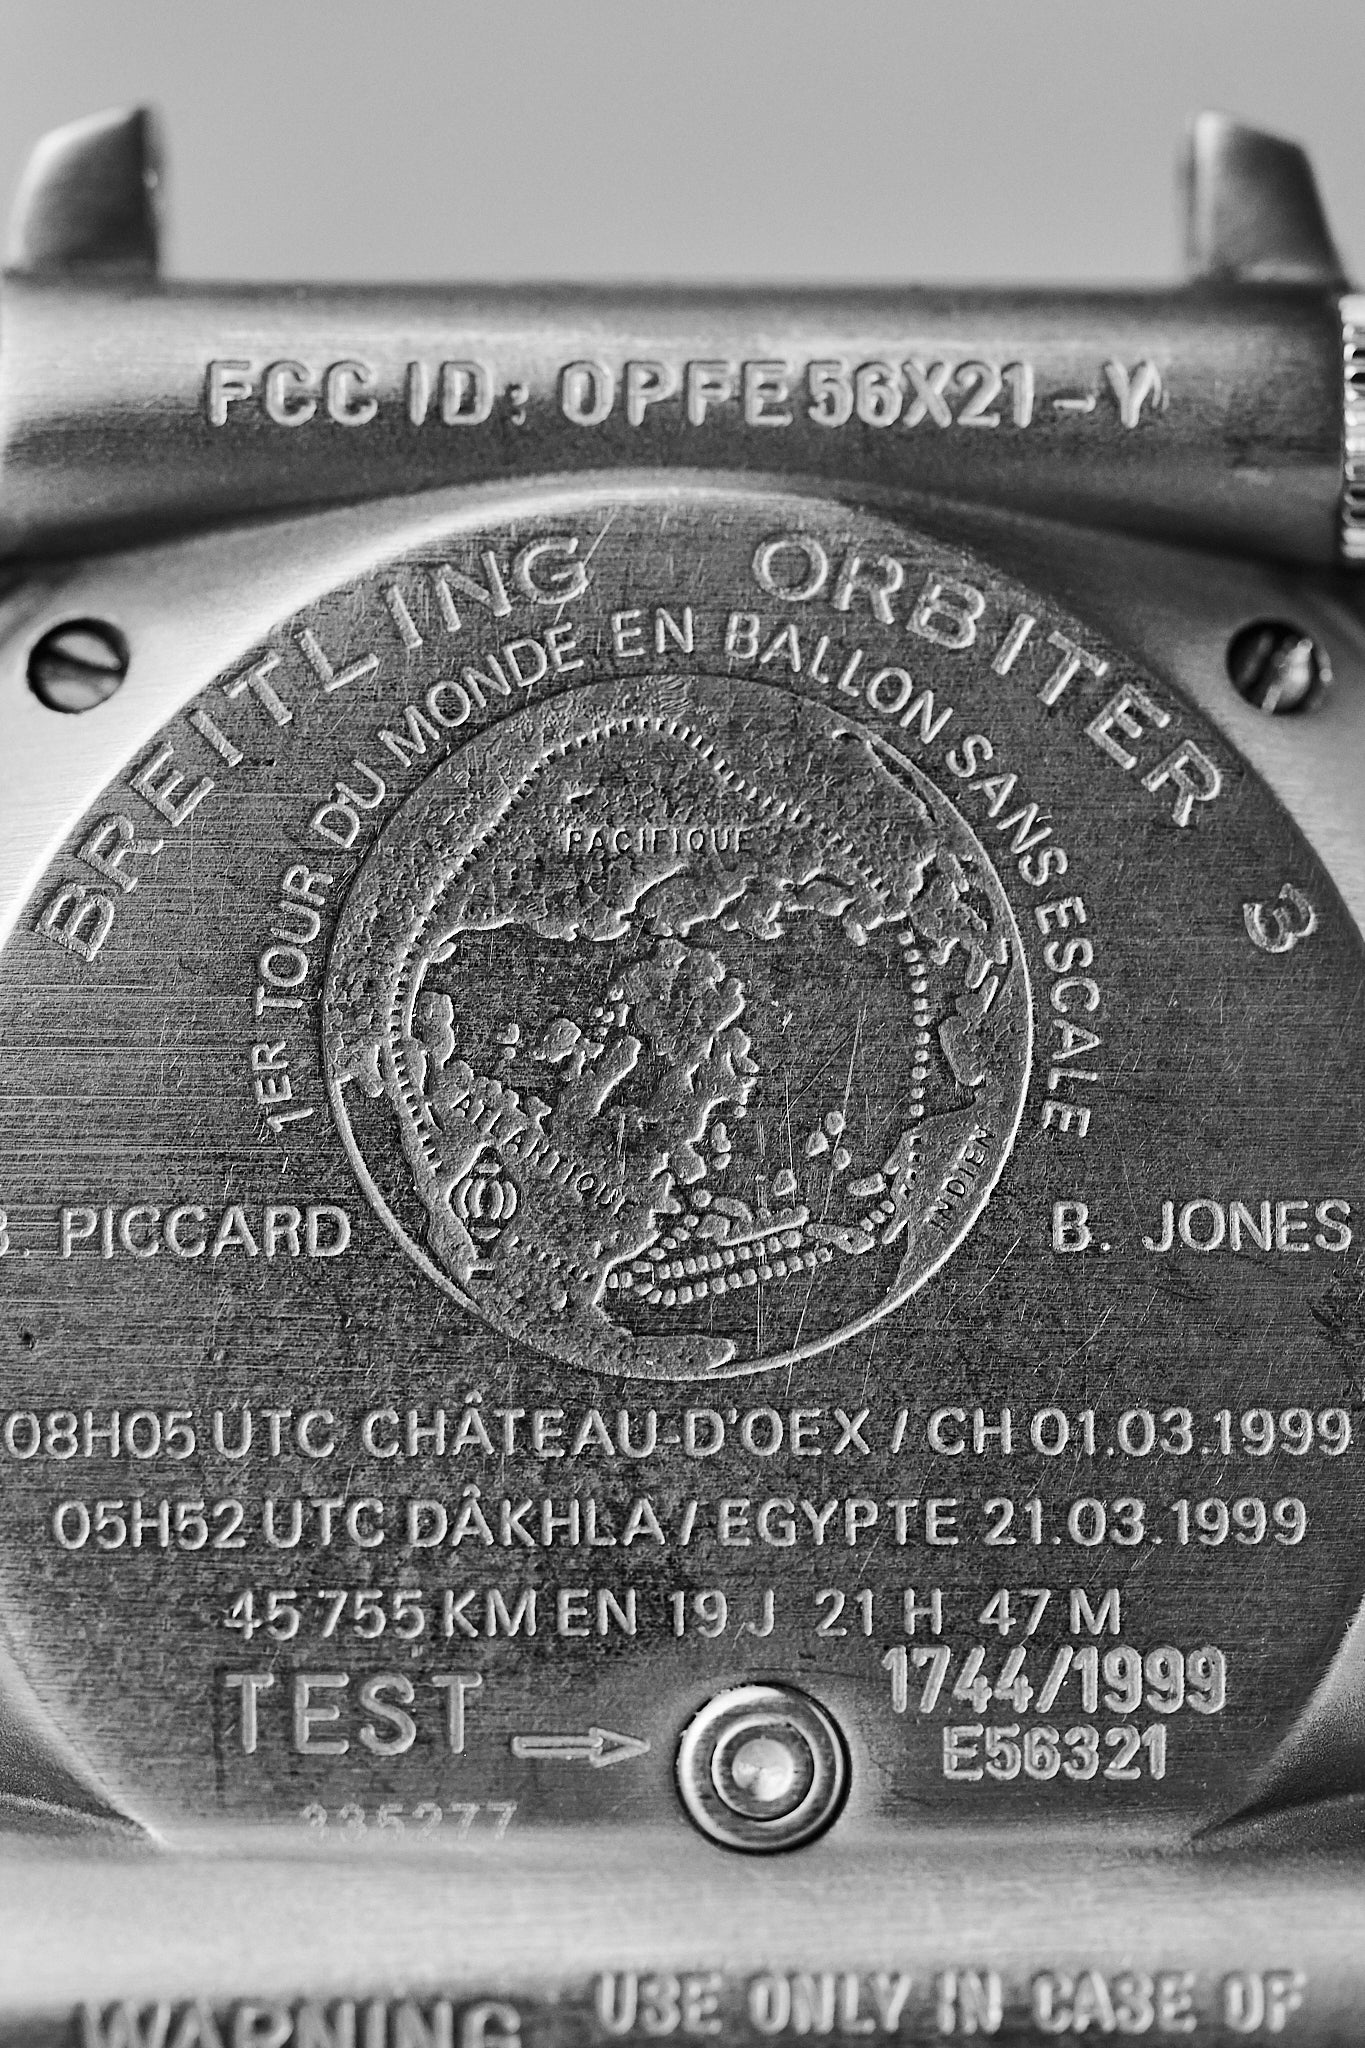 FCC ID: OPFE56X21-Y
BREITLING ORBITER 3
1ER TOUR DU MONDE EN BALLON SANS ESCALE
PACIFIQUE
ATLANTIQUE
INDIEN
B. PICCARD
B. JONES
08H05 UTC CHÂTEAU-D'OEX / CH 01.03.1999
05H52 UTC DÂKHLA / EGYPTE 21.03.1999
45 755 KM EN 19 J 21 H 47 M
1744/1999
TEST
E56321
335277
WARNING
USE ONLY IN CASE OF